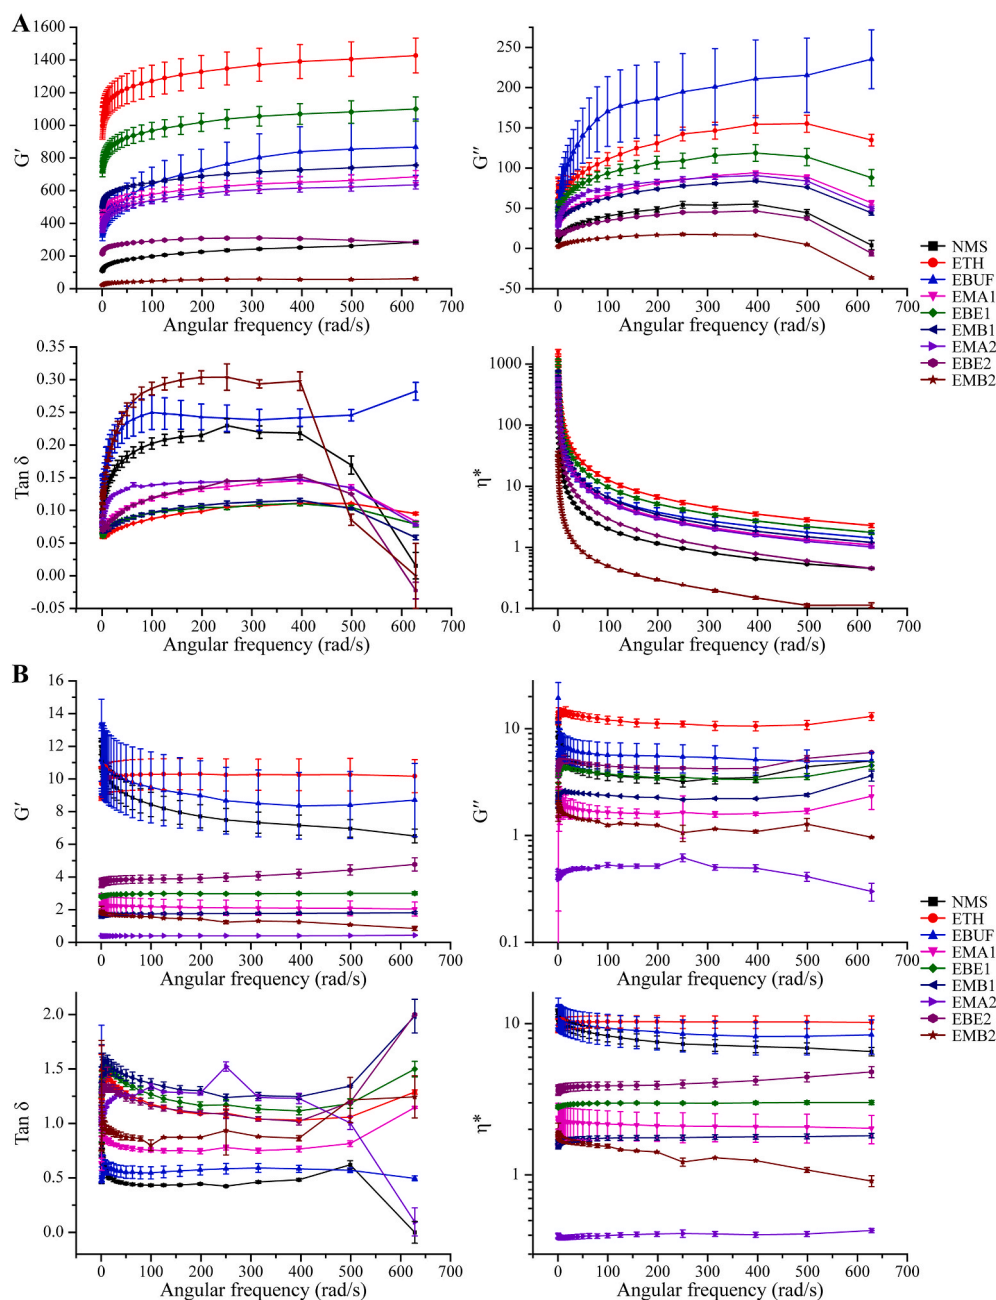 A
1600
1400
1200
1000
800
600
400
200
0
G′
0 100 200 300 400 500 600 700
Angular frequency (rad/s)
250
200
150
100
50
0
-50
G″
0 100 200 300 400 500 600 700
Angular frequency (rad/s)
NMS
ETH
EBUF
EMA1
EBE1
EMB1
EMA2
EBE2
EMB2
0.35
0.30
0.25
0.20
0.15
0.10
0.05
0.00
-0.05
Tan δ
0 100 200 300 400 500 600 700
Angular frequency (rad/s)
1000
100
10
1
0.1
η*
0 100 200 300 400 500 600 700
Angular frequency (rad/s)
B
16
14
12
10
8
6
4
2
0
G′
0 100 200 300 400 500 600 700
Angular frequency (rad/s)
10
1
0.1
G″
0 100 200 300 400 500 600 700
Angular frequency (rad/s)
NMS
ETH
EBUF
EMA1
EBE1
EMB1
EMA2
EBE2
EMB2
2.0
1.5
1.0
0.5
0.0
Tan δ
0 100 200 300 400 500 600 700
Angular frequency (rad/s)
10
1
η*
0 100 200 300 400 500 600 700
Angular frequency (rad/s)